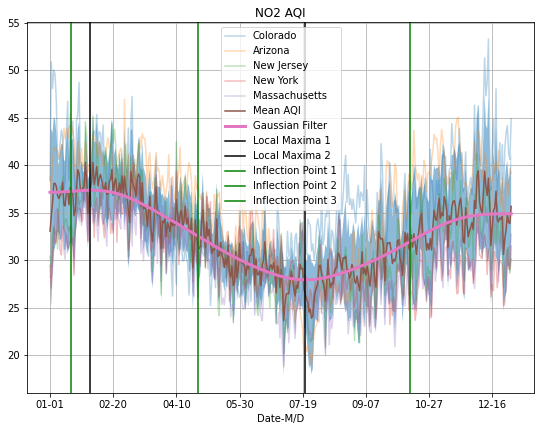 NO2 AQI
55
50
45
40
35
30
25
20
Colorado
Arizona
New Jersey
New York
Massachusetts
Mean AQI
Gaussian Filter
Local Maxima 1
Local Maxima 2
Inflection Point 1
Inflection Point 2
Inflection Point 3
01-01 02-20 04-10 05-30 07-19 09-07 10-27 12-16
Date-M/D